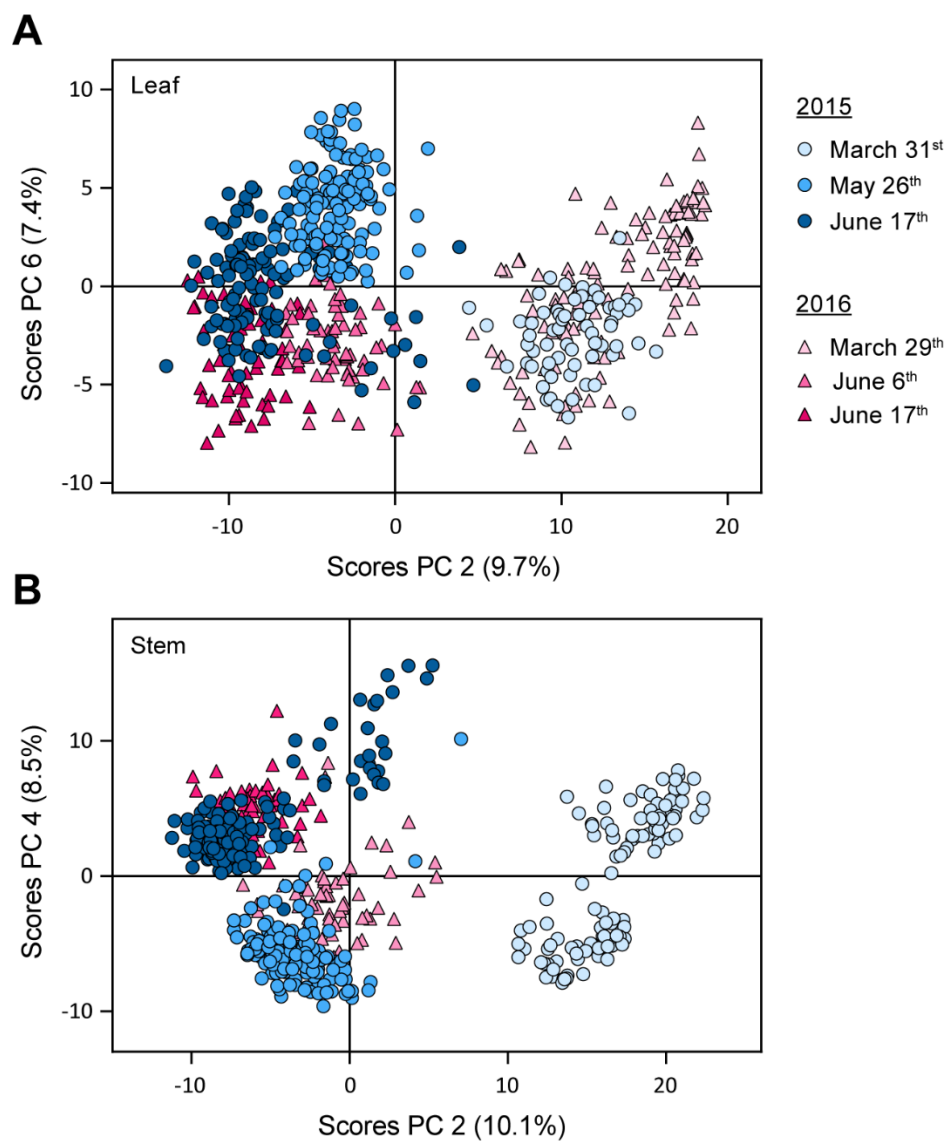 A
Leaf
10
5
0
-5
-10
Scores PC 6 (7.4%)
-10
0
10
20
Scores PC 2 (9.7%)
2015
March 31st
May 26th
June 17th
2016
March 29th
June 6th
June 17th
B
Stem
10
0
-10
Scores PC 4 (8.5%)
-10
0
10
20
Scores PC 2 (10.1%)